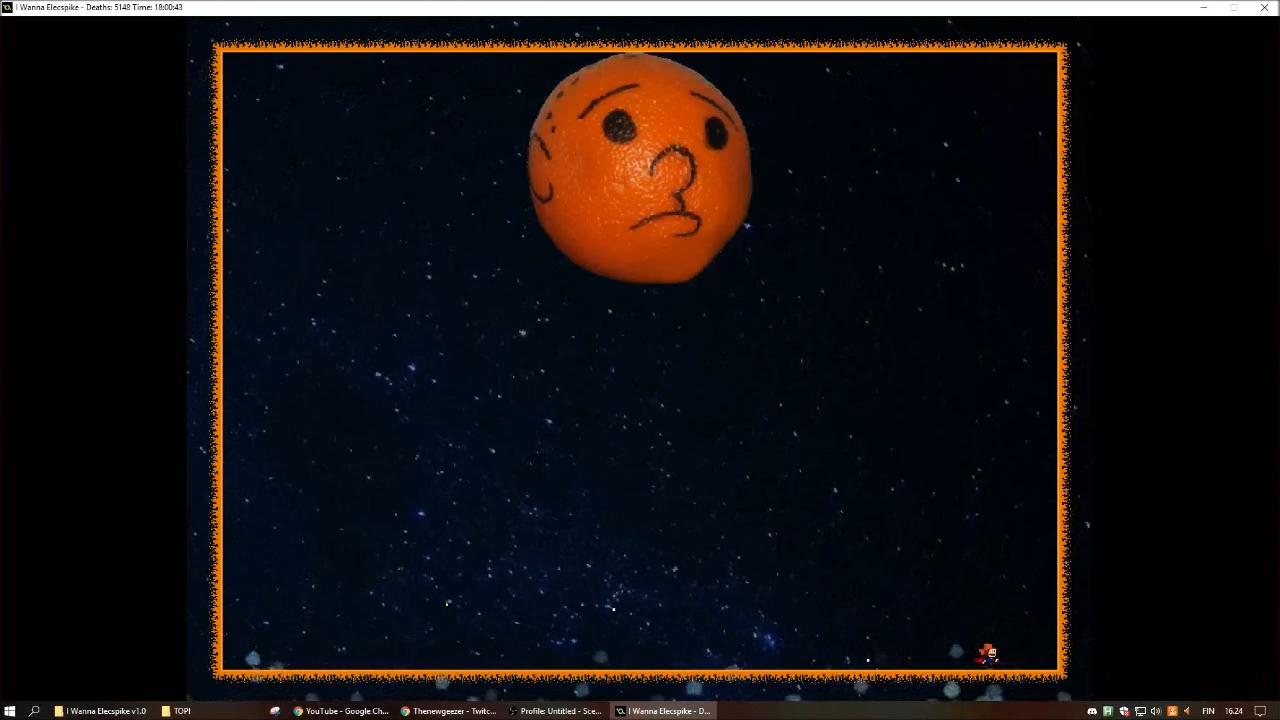 I Wanna Elecspike - Deaths: 5148 Time: 18:00:43
I Wanna Elecspike v1.0
TOPI
YouTube - Google Ch...
Thenewgeezer - Twitc...
Profile: Untitled - Sce...
I Wanna Elecspike - D...
FIN
16.24